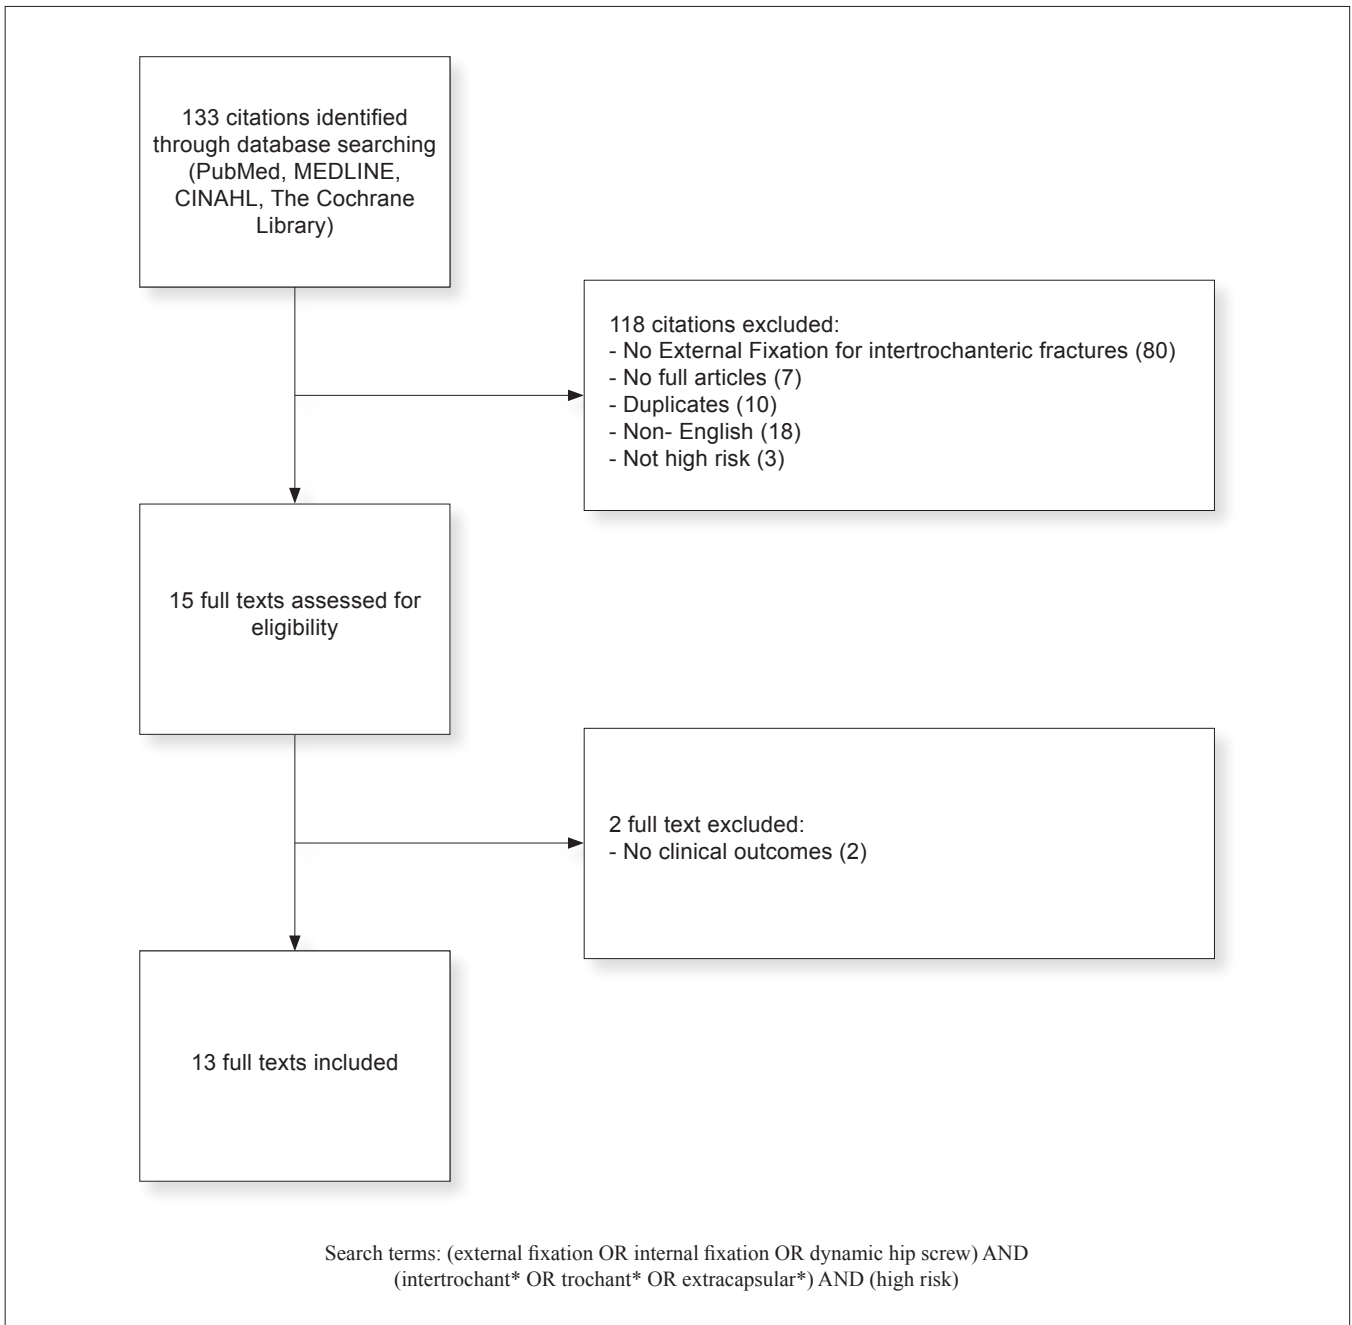 133 citations identified
through database searching
(PubMed, MEDLINE,
CINAHL, The Cochrane
Library)
118 citations excluded:
- No External Fixation for intertrochanteric fractures (80)
- No full articles (7)
- Duplicates (10)
- Non- English (18)
- Not high risk (3)
15 full texts assessed for
eligibility
2 full text excluded:
- No clinical outcomes (2)
13 full texts included
Search terms: (external fixation OR internal fixation OR dynamic hip screw) AND
(intertrochant* OR trochant* OR extracapsular*) AND (high risk)